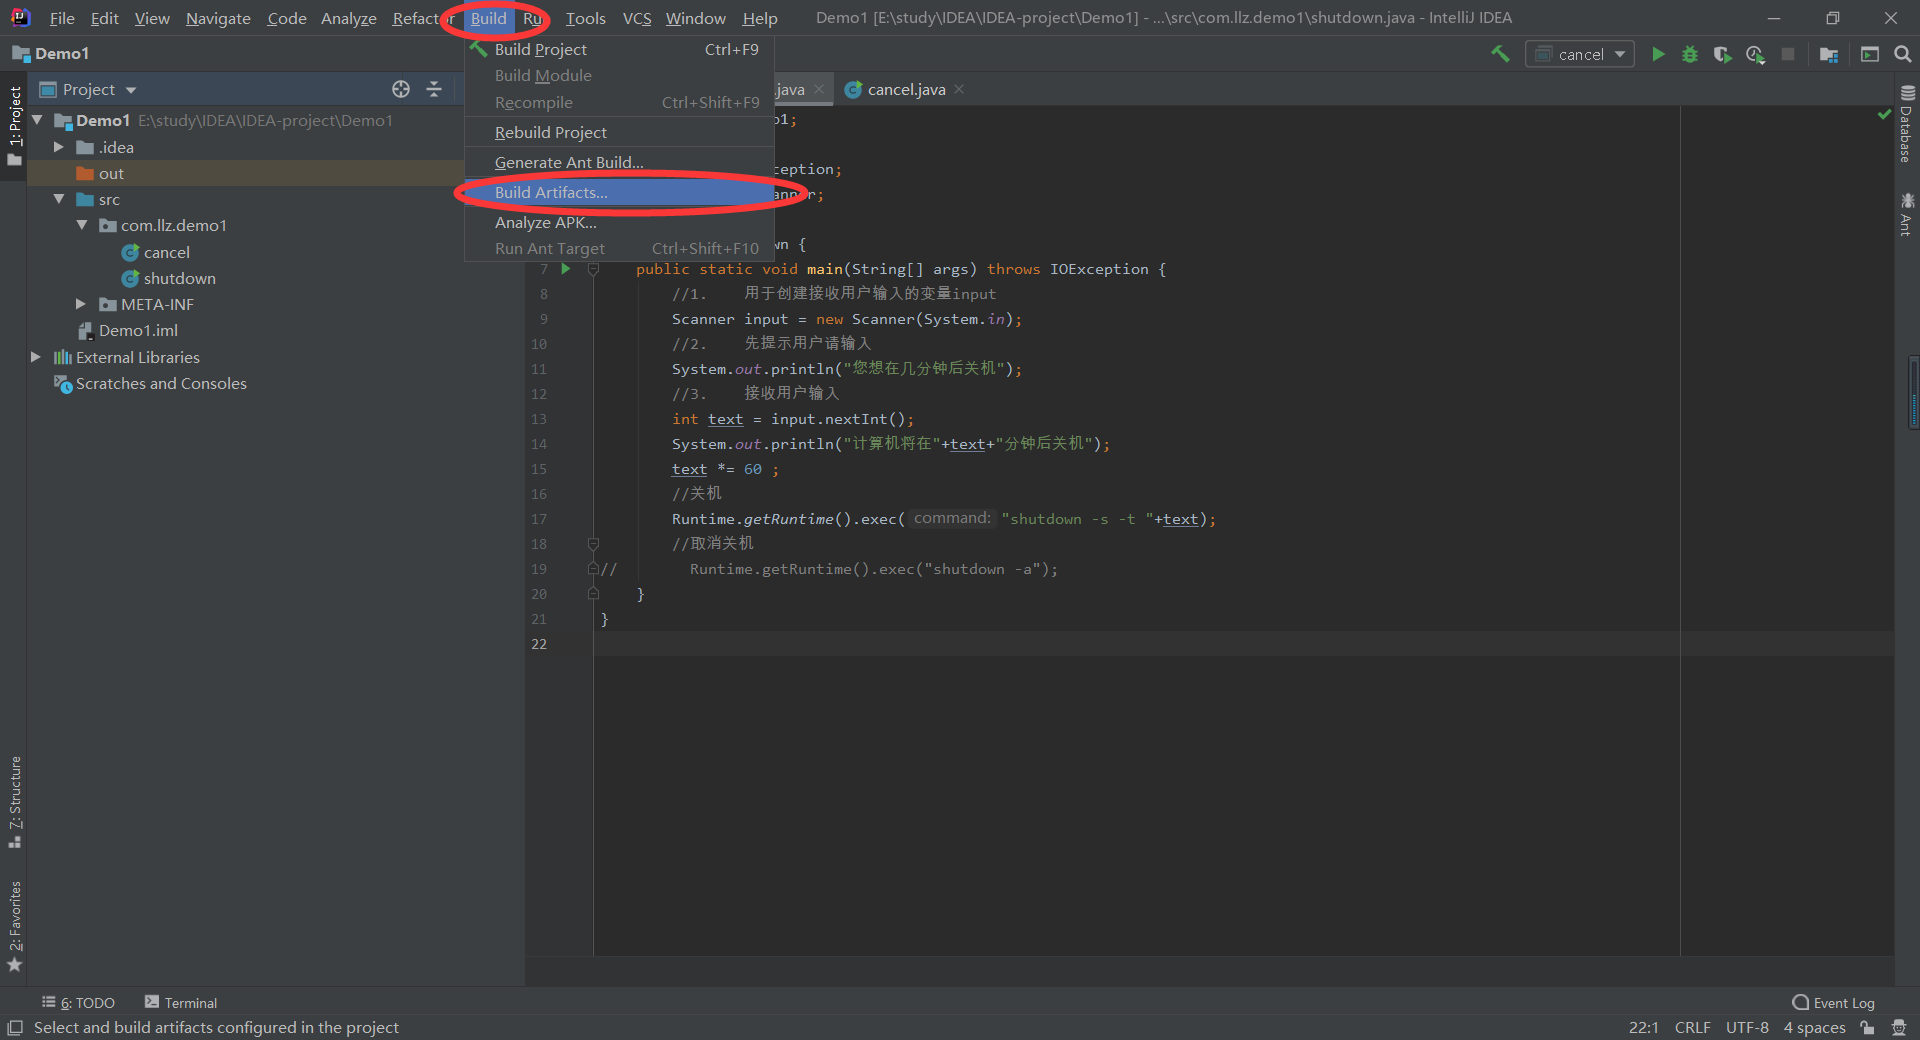 File Edit View Navigate Code Analyze Refactor Build Ru Tools VCS Window Help Demo1 [E:\study\IDEA\IDEA-project\Demo1] - ...\src\com.llz.demo1\shutdown.java - IntelliJ IDEA
Demo1
cancel
Project
Demo1 E:\study\IDEA\IDEA-project\Demo1
.idea
out
src
com.llz.demo1
cancel
shutdown
META-INF
Demo1.iml
External Libraries
Scratches and Consoles
Build Project Ctrl+F9
Build Module
Recompile Ctrl+Shift+F9
Rebuild Project
Generate Ant Build...
Build Artifacts...
Analyze APK...
Run Ant Target Ctrl+Shift+F10
.java cancel.java
o1;
ception;
anner;
wn {
7 public static void main(String[] args) throws IOException {
8 //1. 用于创建接收用户输入的变量input
9 Scanner input = new Scanner(System.in);
10 //2. 先提示用户请输入
11 System.out.println("您想在几分钟后关机");
12 //3. 接收用户输入
13 int text = input.nextInt();
14 System.out.println("计算机将在"+text+"分钟后关机");
15 text *= 60 ;
16 //关机
17 Runtime.getRuntime().exec( command: "shutdown -s -t "+text);
18 //取消关机
19 // Runtime.getRuntime().exec("shutdown -a");
20 }
21 }
22
1: Project
7: Structure
2: Favorites
Database
Ant
6: TODO Terminal Event Log
Select and build artifacts configured in the project 22:1 CRLF UTF-8 4 spaces